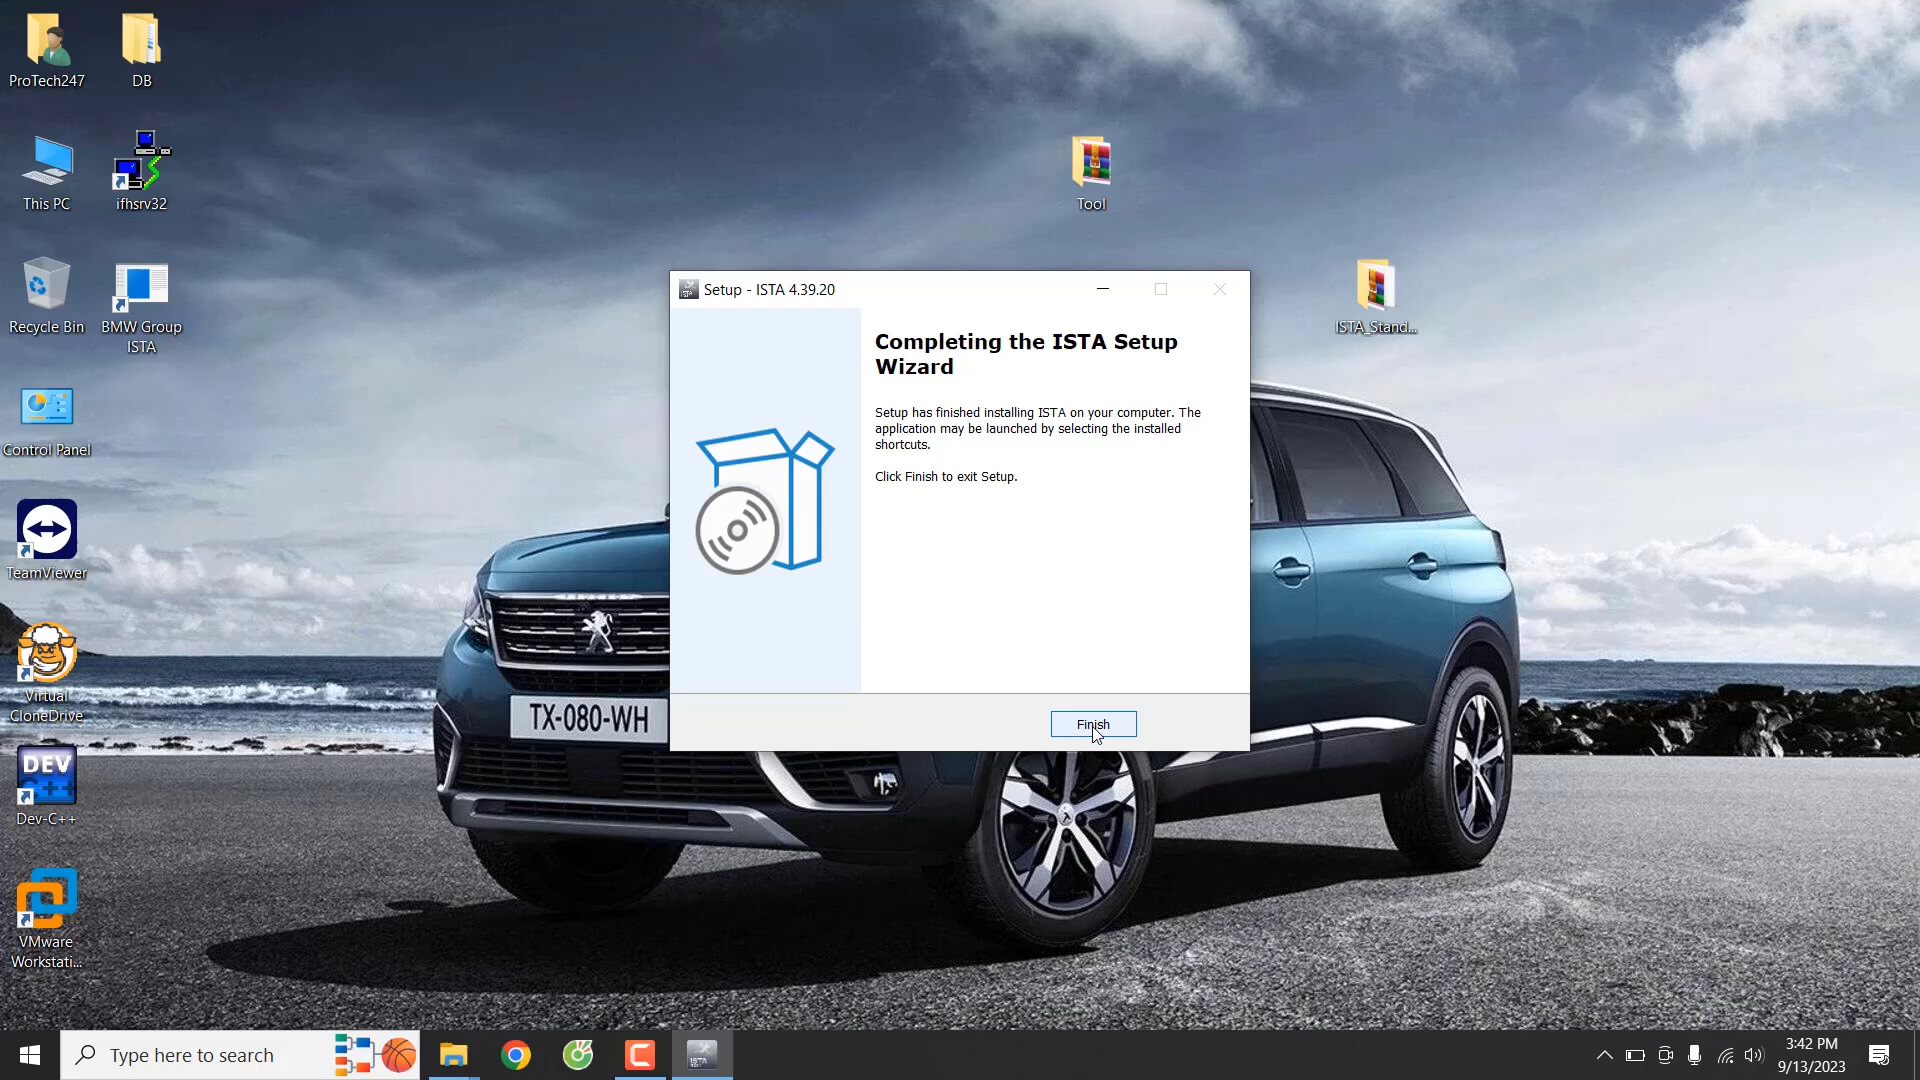 ProTech247
DB
This PC
ifhsrv32
Recycle Bin
BMW Group
ISTA
Control Panel
TeamViewer
Virtual
CloneDrive
DEV
C++
Dev-C++
VMware
Workstati...
Tool
ISTA_Stand...
Setup - ISTA 4.39.20
Completing the ISTA Setup
Wizard
Setup has finished installing ISTA on your computer. The
application may be launched by selecting the installed
shortcuts.
Click Finish to exit Setup.
Finish
TX-080-WH
Type here to search
ISTA
3:42 PM
9/13/2023